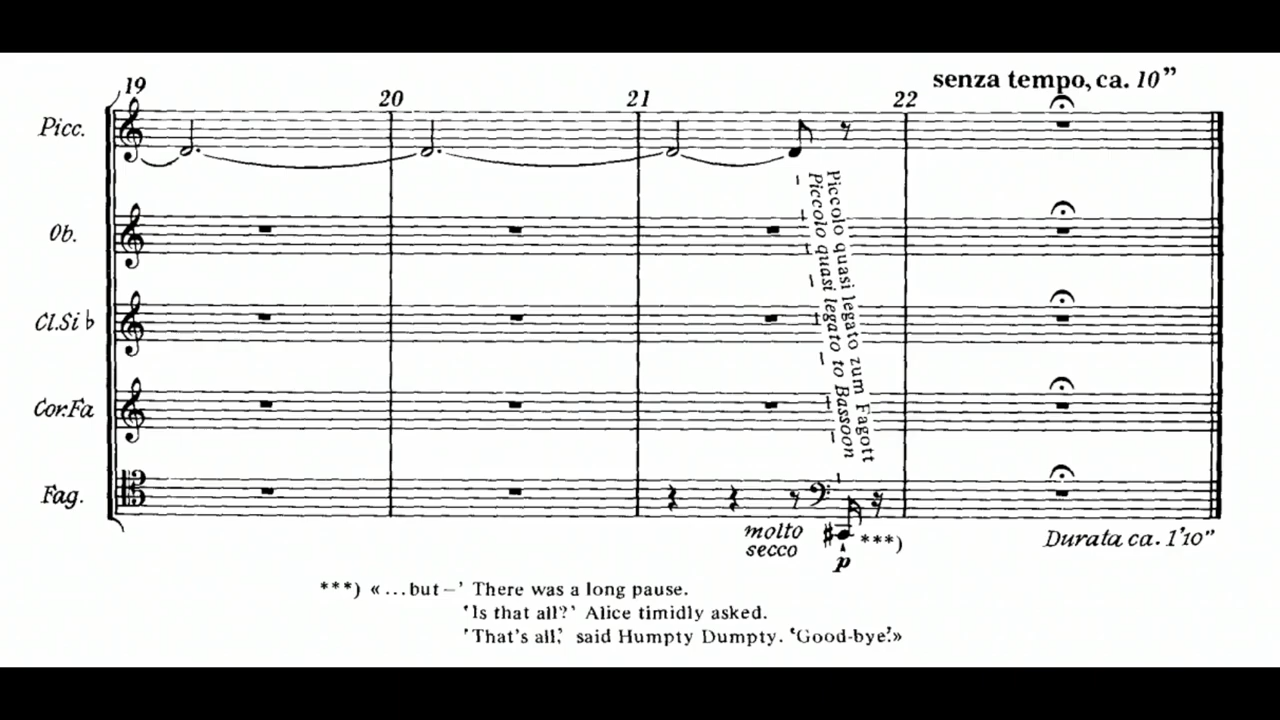 19
20
21
22
senza tempo, ca. 10”
Picc.
Ob.
Cl.Si ♭
Cor.Fa
Fag.
Piccolo quasi legato zum Fagott
Piccolo quasi legato to Bassoon
molto
secco
p
***)
Durata ca. 1’10”
***) «...but–’ There was a long pause.
‘Is that all?’ Alice timidly asked.
‘That's all’, said Humpty Dumpty. ‘Good-bye.’»